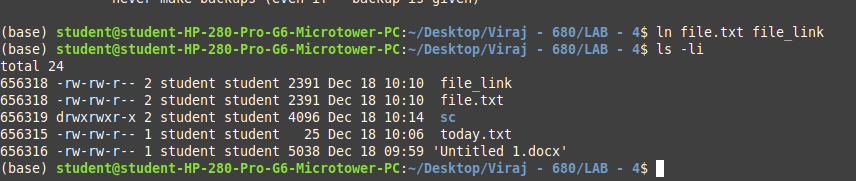 never make backups (even if --backup is given)
(base) student@student-HP-280-Pro-G6-Microtower-PC:~/Desktop/Viraj - 680/LAB - 4$ ln file.txt file_link
(base) student@student-HP-280-Pro-G6-Microtower-PC:~/Desktop/Viraj - 680/LAB - 4$ ls -li
total 24
656318 -rw-rw-r-- 2 student student 2391 Dec 18 10:10  file_link
656318 -rw-rw-r-- 2 student student 2391 Dec 18 10:10  file.txt
656319 drwxrwxr-x 2 student student 4096 Dec 18 10:14  sc
656315 -rw-rw-r-- 1 student student   25 Dec 18 10:06  today.txt
656316 -rw-rw-r-- 1 student student 5038 Dec 18 09:59 'Untitled 1.docx'
(base) student@student-HP-280-Pro-G6-Microtower-PC:~/Desktop/Viraj - 680/LAB - 4$